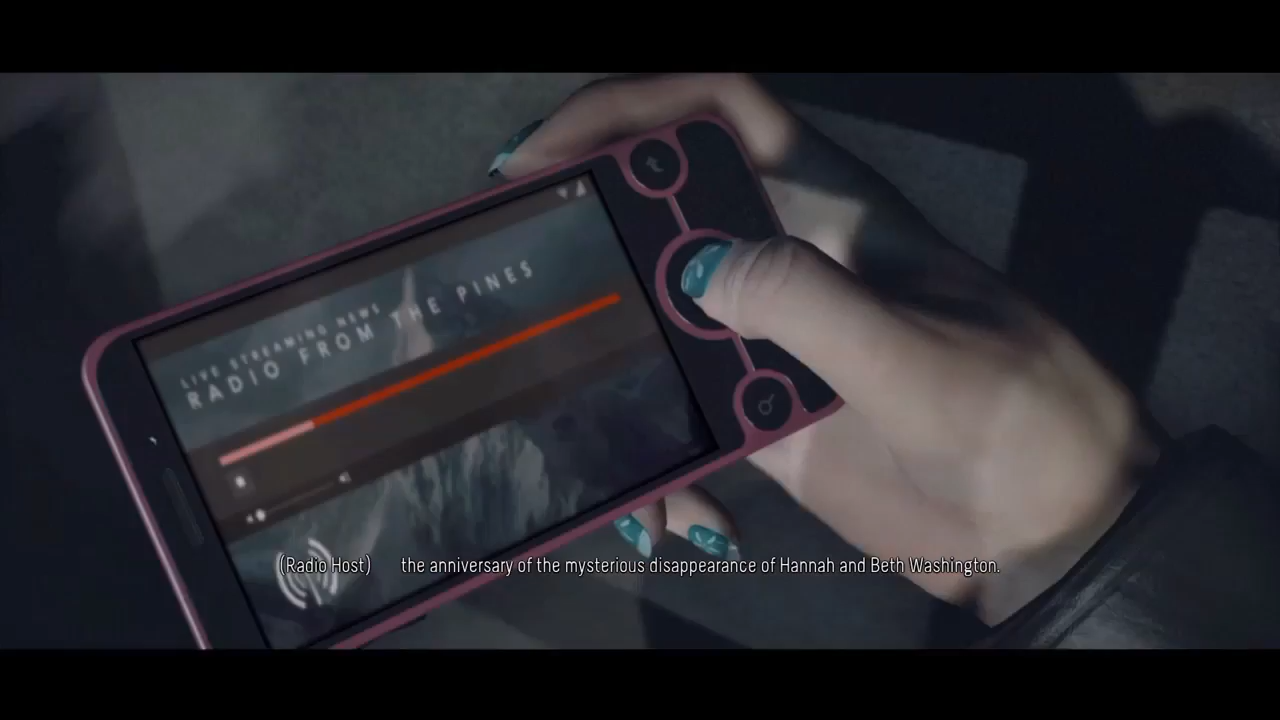 LIVE STREAMING NEWS
RADIO FROM THE PINES
(Radio Host) the anniversary of the mysterious disappearance of Hannah and Beth Washington.